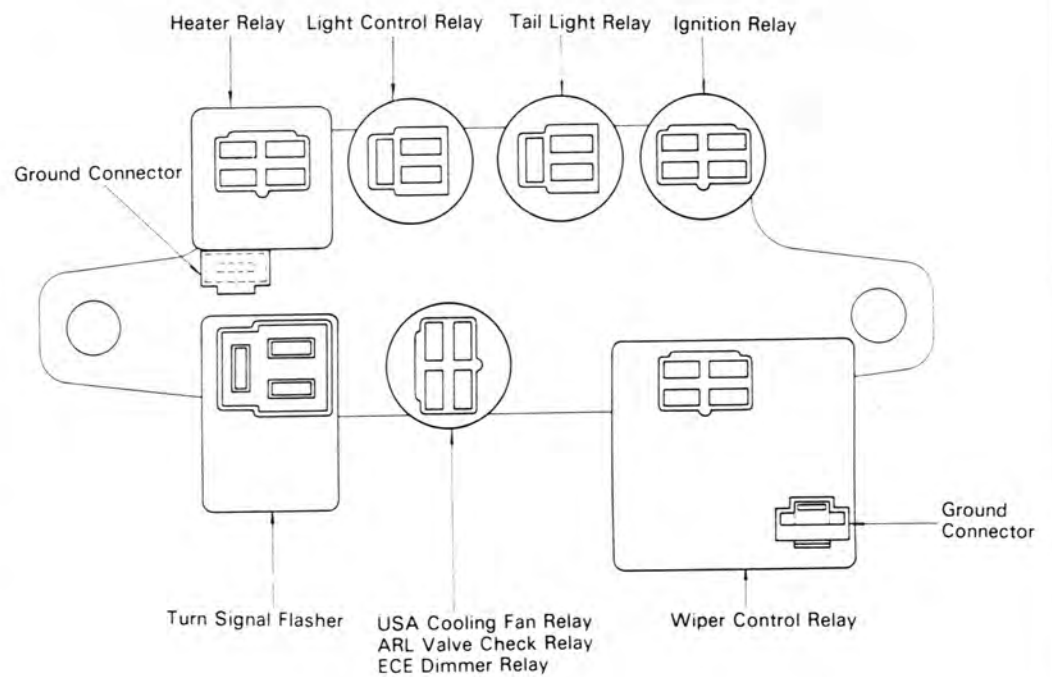 Heater Relay
Light Control Relay
Tail Light Relay
Ignition Relay
Ground Connector
Ground
Connector
Turn Signal Flasher
USA Cooling Fan Relay
ARL Valve Check Relay
ECE Dimmer Relay
Wiper Control Relay